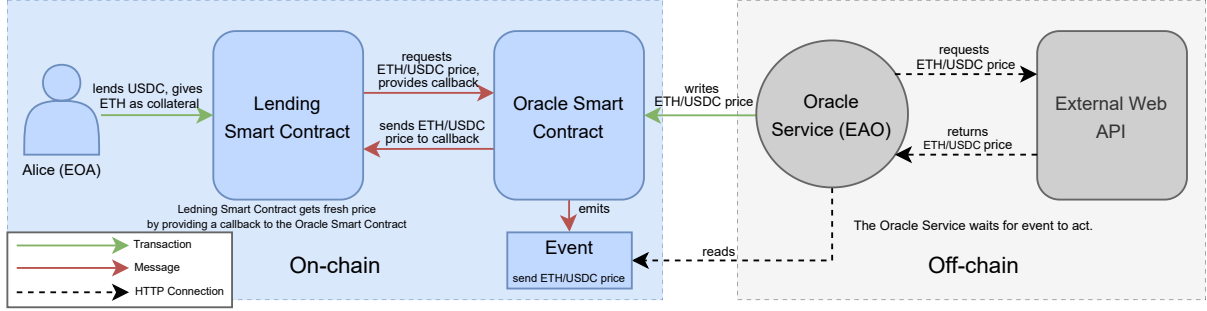 lends USDC, gives
ETH as collateral
Alice (EOA)
Lending
Smart Contract
requests
ETH/USDC price,
provides callback
sends ETH/USDC
price to callback
Oracle Smart
Contract
Ledning Smart Contract gets fresh price
by providing a callback to the Oracle Smart Contract
emits
Event
send ETH/USDC price
On-chain
Transaction
Message
HTTP Connection
writes
ETH/USDC price
Oracle
Service (EAO)
requests
ETH/USDC price
returns
ETH/USDC price
External Web
API
reads
The Oracle Service waits for event to act.
Off-chain